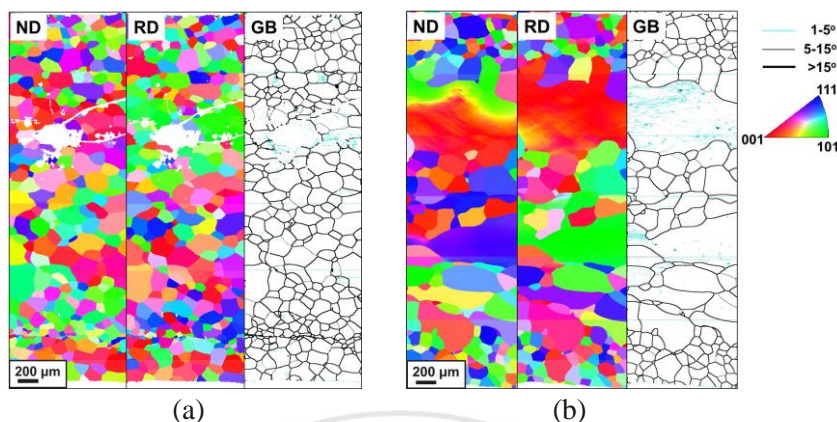 ND RD GB
200 µm
(a)
ND RD GB
200 µm
(b)
1-5°
5-15°
>15°
111
001
101